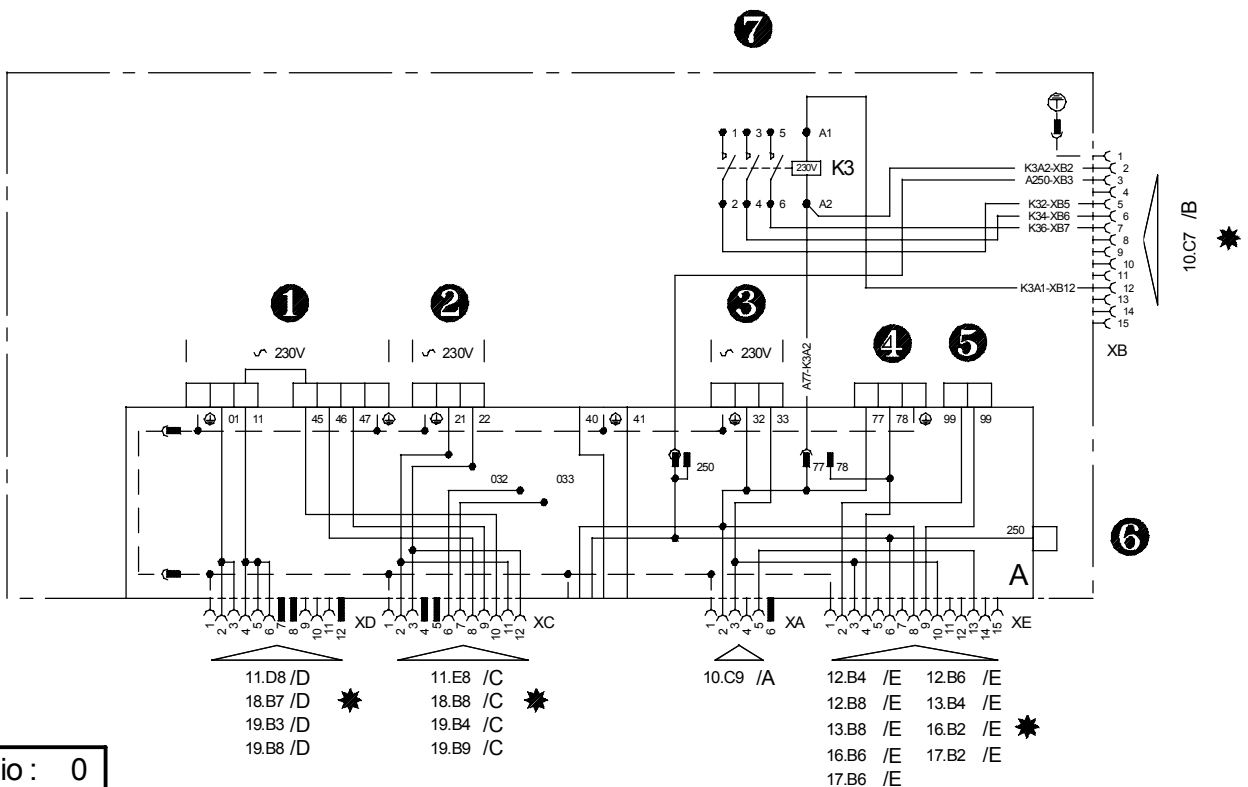 7
1 3 5 A1
230V K3
2 4 6 A2
K3A2-XB2
A250-XB3
K32-XB5
K34-XB6
K36-XB7
K3A1-XB12
1
2
3
4
5
6
7
8
9
10
11
12
13
14
15
XB
10.C7 /B
1 2 3 4 5
230V 230V 230V
A77-K3A2
01 11 45 46 47 21 22 40 41 32 33 77 78 99 99
250 77 78
032 033
250
6
A
1 2 3 4 5 6 7 8 9 10 11 12 XD
1 2 3 4 5 6 7 8 9 10 11 12 XC
1 2 3 4 5 6 XA
1 2 3 4 5 6 7 8 9 10 11 12 13 14 15 XE
11.D8 /D
18.B7 /D
19.B3 /D
19.B8 /D
11.E8 /C
18.B8 /C
19.B4 /C
19.B9 /C
10.C9 /A
12.B4 /E 12.B6 /E
12.B8 /E 13.B4 /E
13.B8 /E 16.B2 /E
16.B6 /E 17.B2 /E
17.B6 /E
io : 0